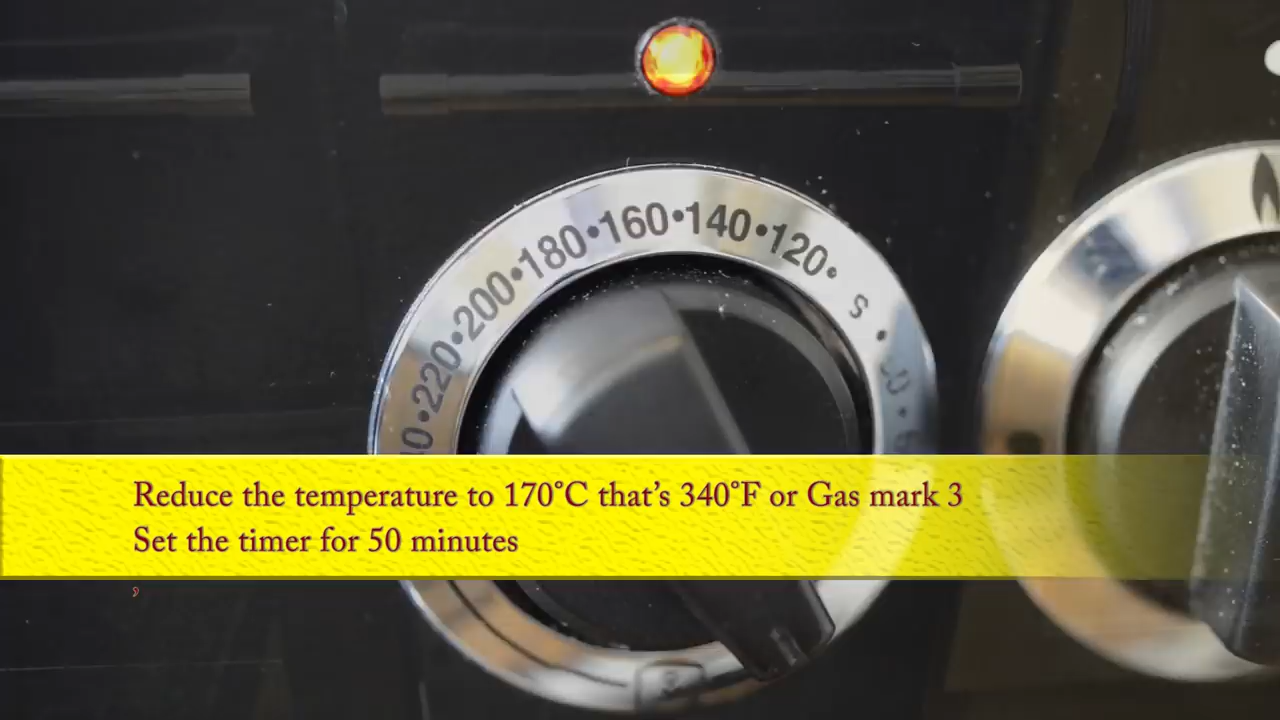 220•200•180•160•140•120•
S
Reduce the temperature to 170°C that's 340°F or Gas mark 3
Set the timer for 50 minutes
,